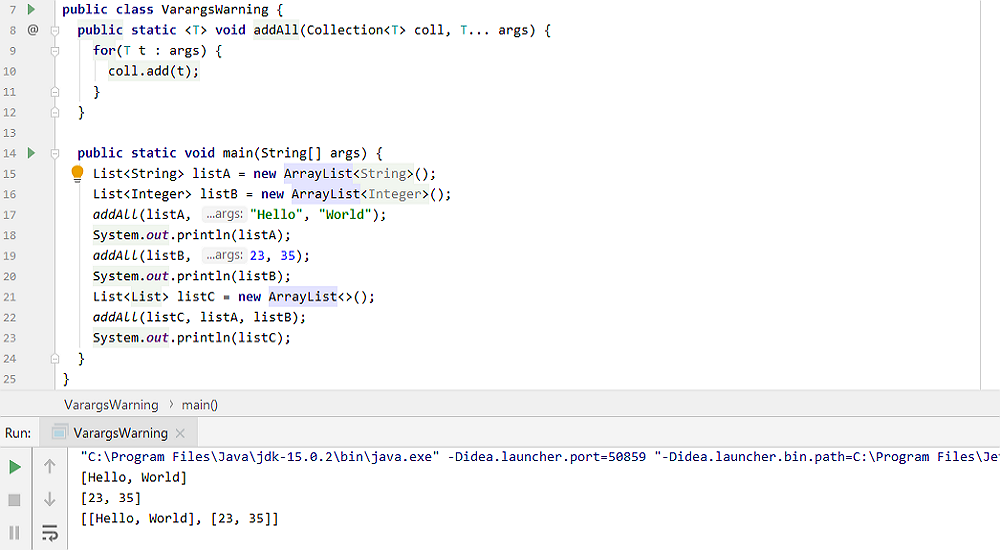 7 public class VarargsWarning {
8 @ public static <T> void addAll(Collection<T> coll, T... args) {
9 for(T t : args) {
10 coll.add(t);
11 }
12 }
13
14 public static void main(String[] args) {
15 List<String> listA = new ArrayList<String>();
16 List<Integer> listB = new ArrayList<Integer>();
17 addAll(listA, ...args: "Hello", "World");
18 System.out.println(listA);
19 addAll(listB, ...args: 23, 35);
20 System.out.println(listB);
21 List<List> listC = new ArrayList<>();
22 addAll(listC, listA, listB);
23 System.out.println(listC);
24 }
25 }
VarargsWarning › main()
Run: VarargsWarning ×
"C:\Program Files\Java\jdk-15.0.2\bin\java.exe" -Didea.launcher.port=50859 "-Didea.launcher.bin.path=C:\Program Files\Je
[Hello, World]
[23, 35]
[[Hello, World], [23, 35]]